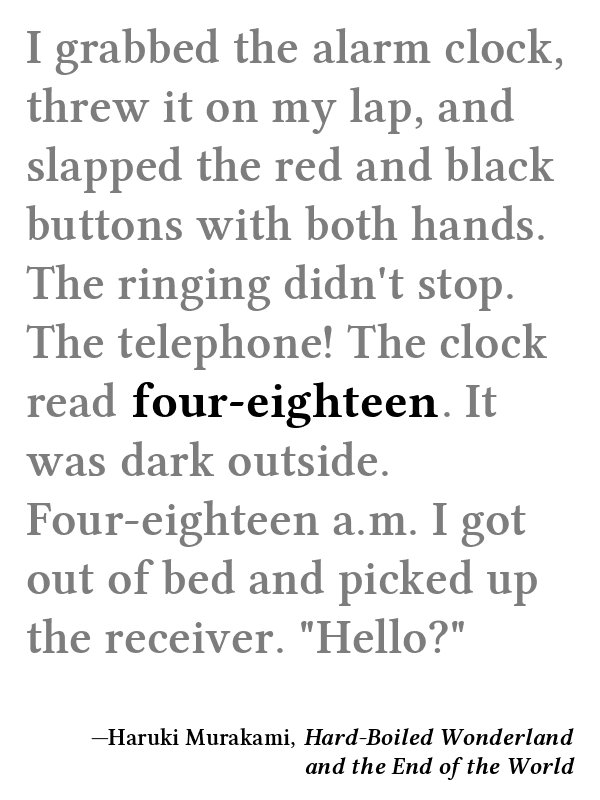 I grabbed the alarm clock,
threw it on my lap, and
slapped the red and black
buttons with both hands.
The ringing didn't stop.
The telephone! The clock
read four-eighteen. It
was dark outside.
Four-eighteen a.m. I got
out of bed and picked up
the receiver. "Hello?"
—Haruki Murakami, Hard-Boiled Wonderland
and the End of the World